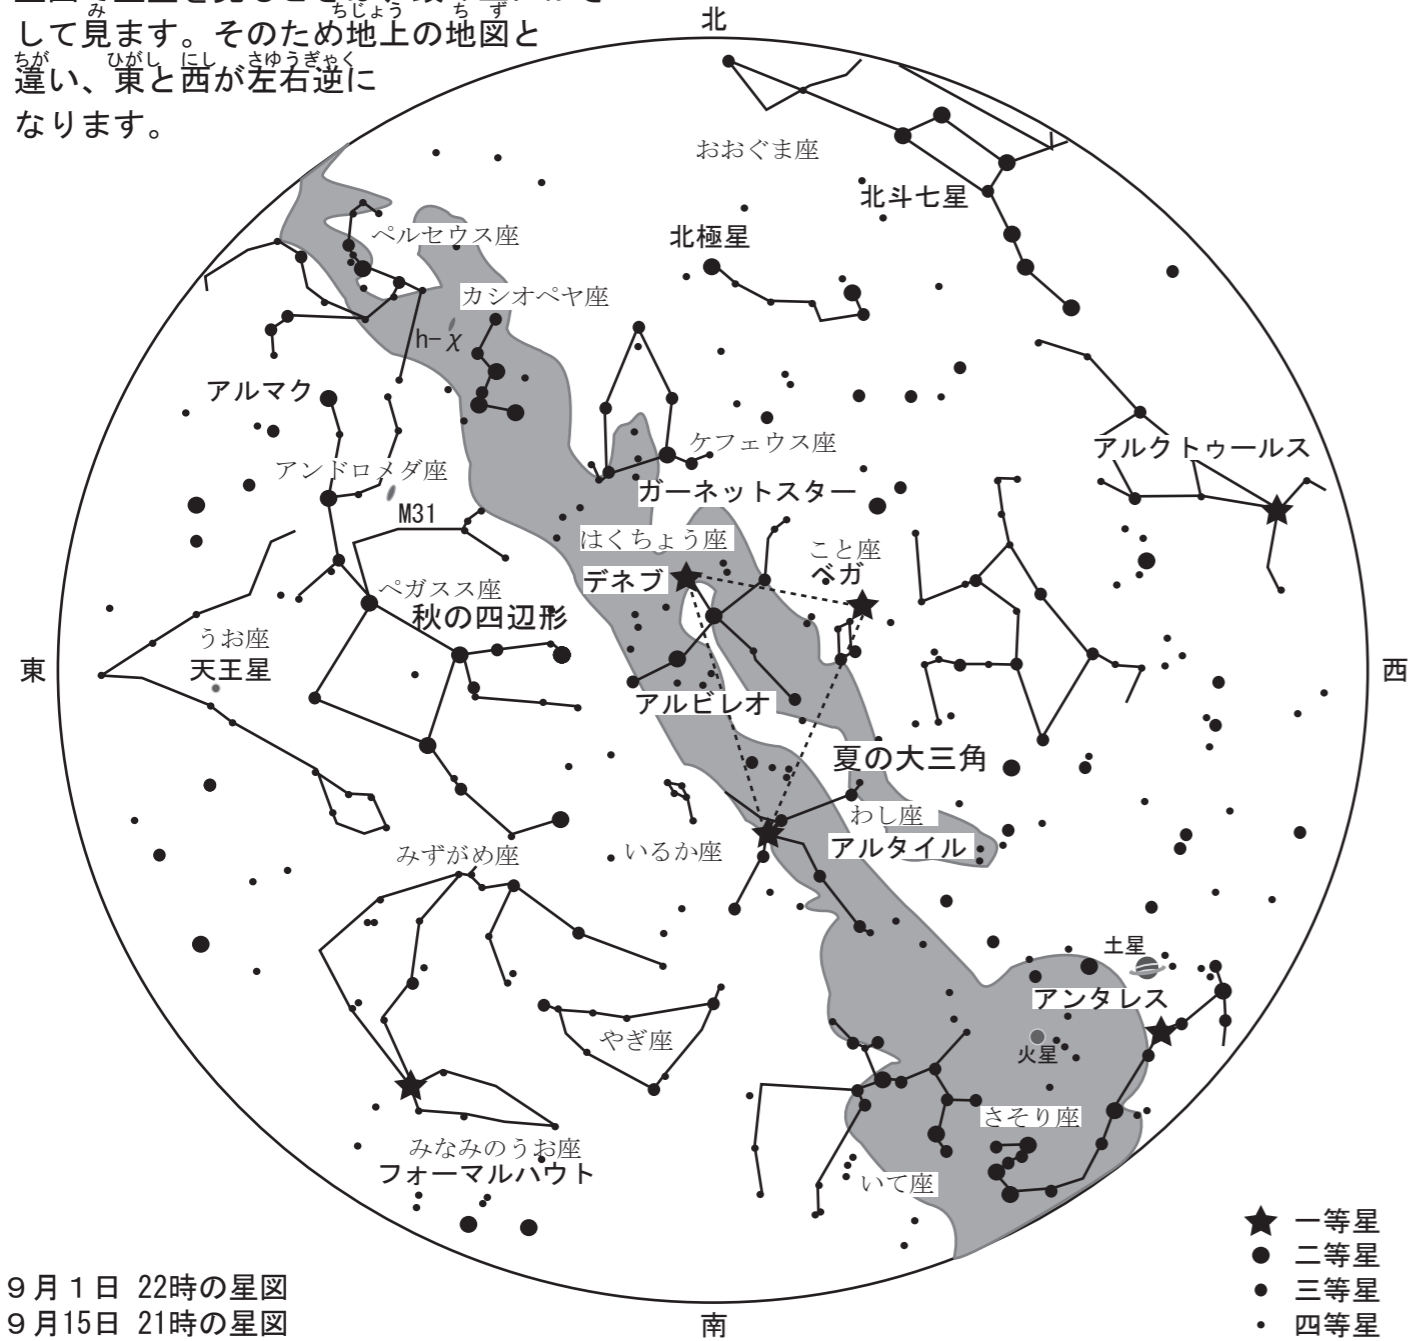 して見ます。そのため地上の地図と
違い、東と西が左右逆に
なります。
北
おおぐま座
北斗七星
ペルセウス座
北極星
カシオペヤ座
h-χ
アルマク
ケフェウス座
アルクトゥールス
アンドロメダ座
ガーネットスター
M31
はくちょう座
こと座
デネブ
ベガ
ペガスス座
秋の四辺形
うお座
天王星
東
西
アルビレオ
夏の大三角
わし座
アルタイル
いるか座
みずがめ座
土星
アンタレス
やぎ座
火星
さそり座
みなみのうお座
フォーマルハウト
いて座
一等星
二等星
三等星
四等星
９月１日 22時の星図
９月15日 21時の星図
南